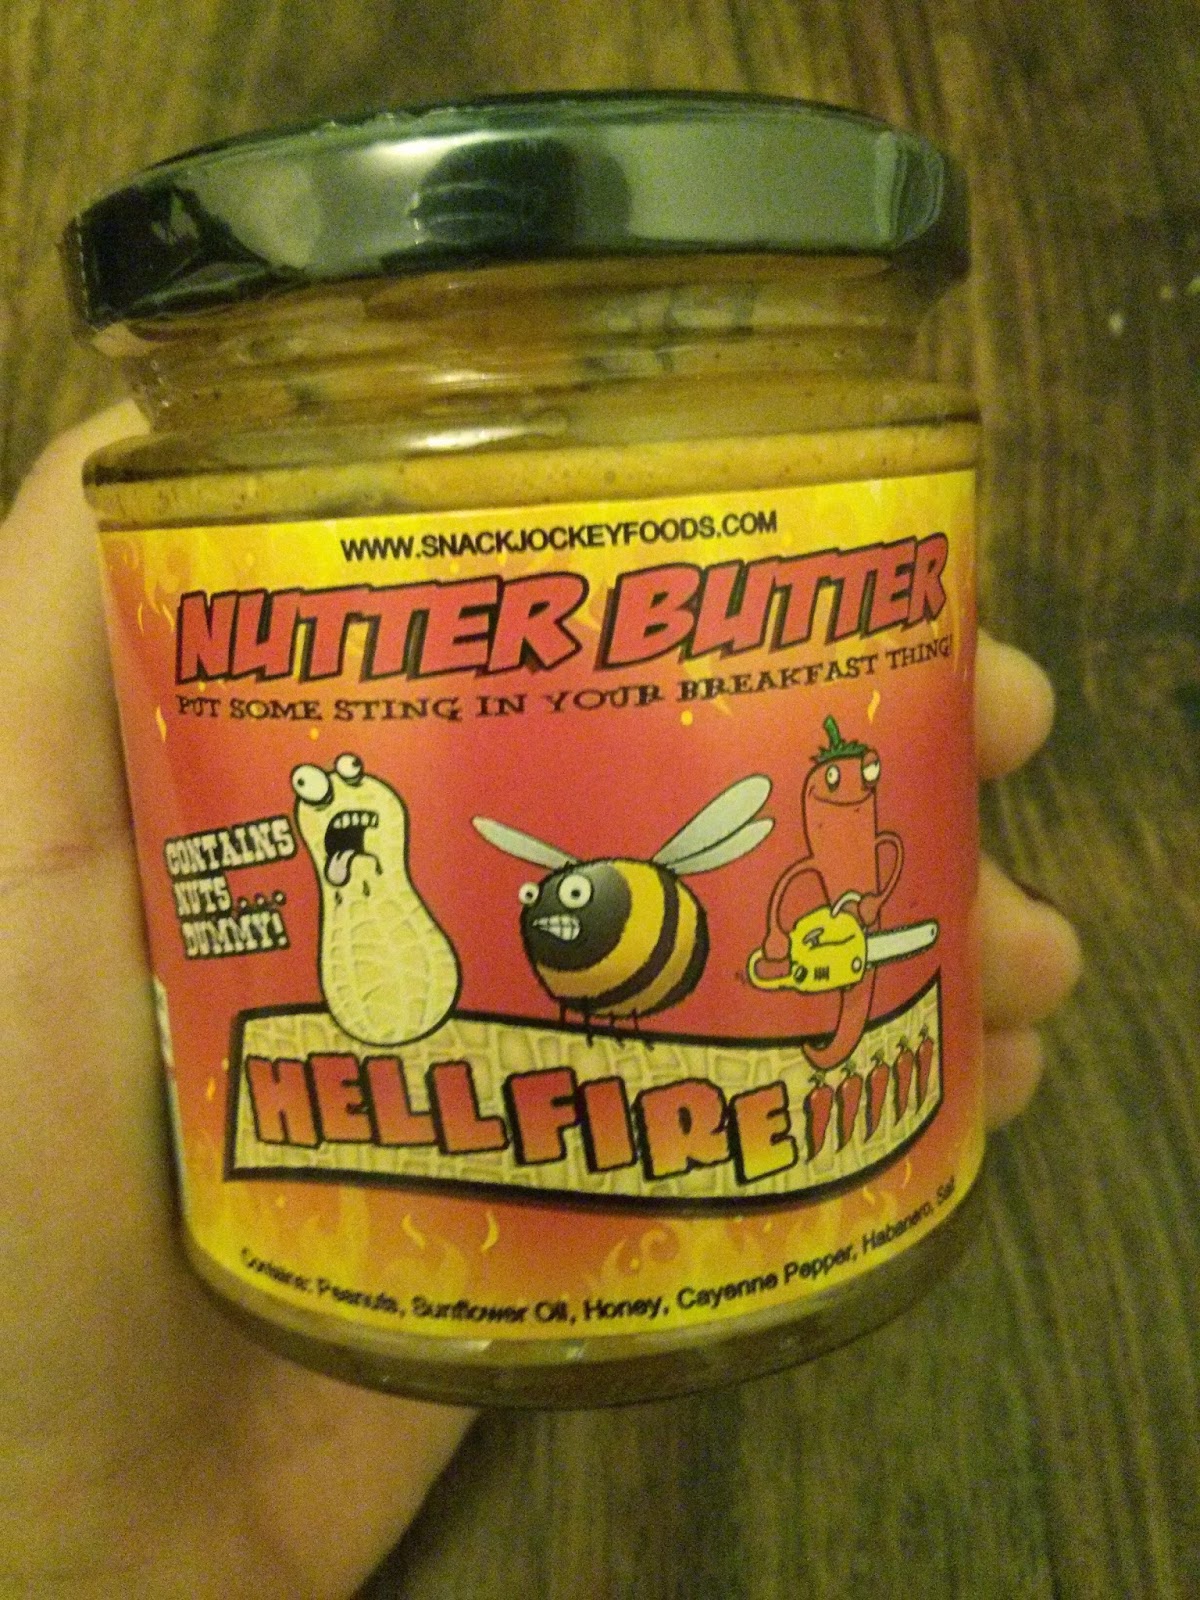 WWW.SNACKJOCKEYFOODS.COM
NUTTER BUTTER
PUT SOME STING IN YOUR BREAKFAST THING!
CONTAINS
NUTS....
DUMMY!
HELLFIRE
Contains: Peanuts, Sunflower Oil, Honey, Cayenne Pepper, Habanero, Salt